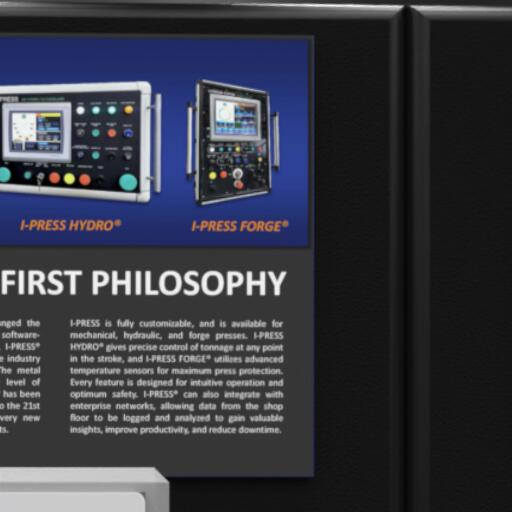 PRESS
I-PRESS HYDRO®
I-PRESS FORGE®
FIRST PHILOSOPHY
nged the
software-
I-PRESS®
e industry
The metal
level of
has been
o the 21st
very new
ts.
I-PRESS is fully customizable, and is available for
mechanical, hydraulic, and forge presses. I-PRESS
HYDRO® gives precise control of tonnage at any point
in the stroke, and I-PRESS FORGE® utilizes advanced
temperature sensors for maximum press protection.
Every feature is designed for intuitive operation and
optimum safety. I-PRESS® can also integrate with
enterprise networks, allowing data from the shop
floor to be logged and analyzed to gain valuable
insights, improve productivity, and reduce downtime.